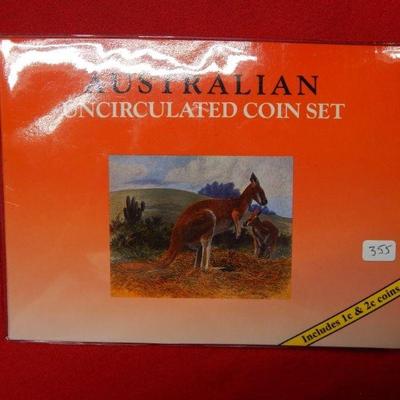 AUSTRALIAN
UNCIRCULATED COIN SET
355
Includes 1c & 2c coins